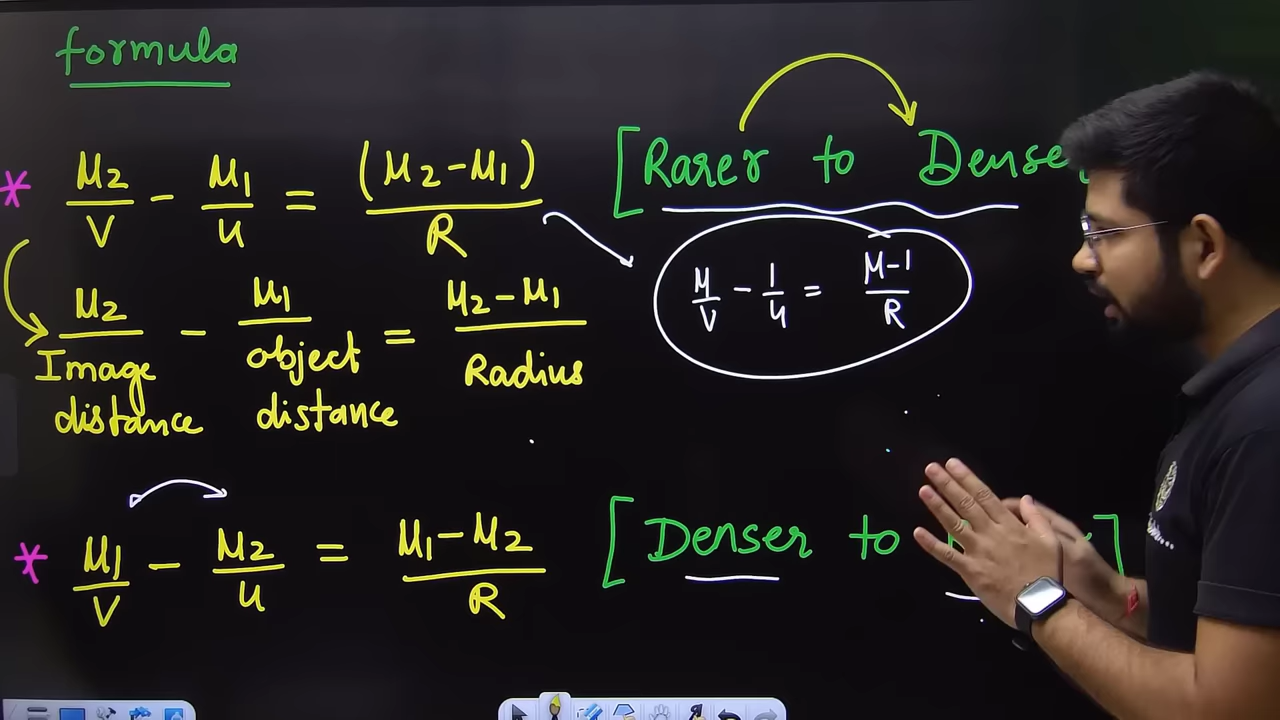 formula
* μ2/V - μ1/u = (μ2-μ1)/R [Rarer to Denser
μ/V - 1/u = μ-1/R
μ2/Image distance - μ1/object distance = μ2-μ1/Radius
* μ1/V - μ2/u = μ1-μ2/R [Denser to ]